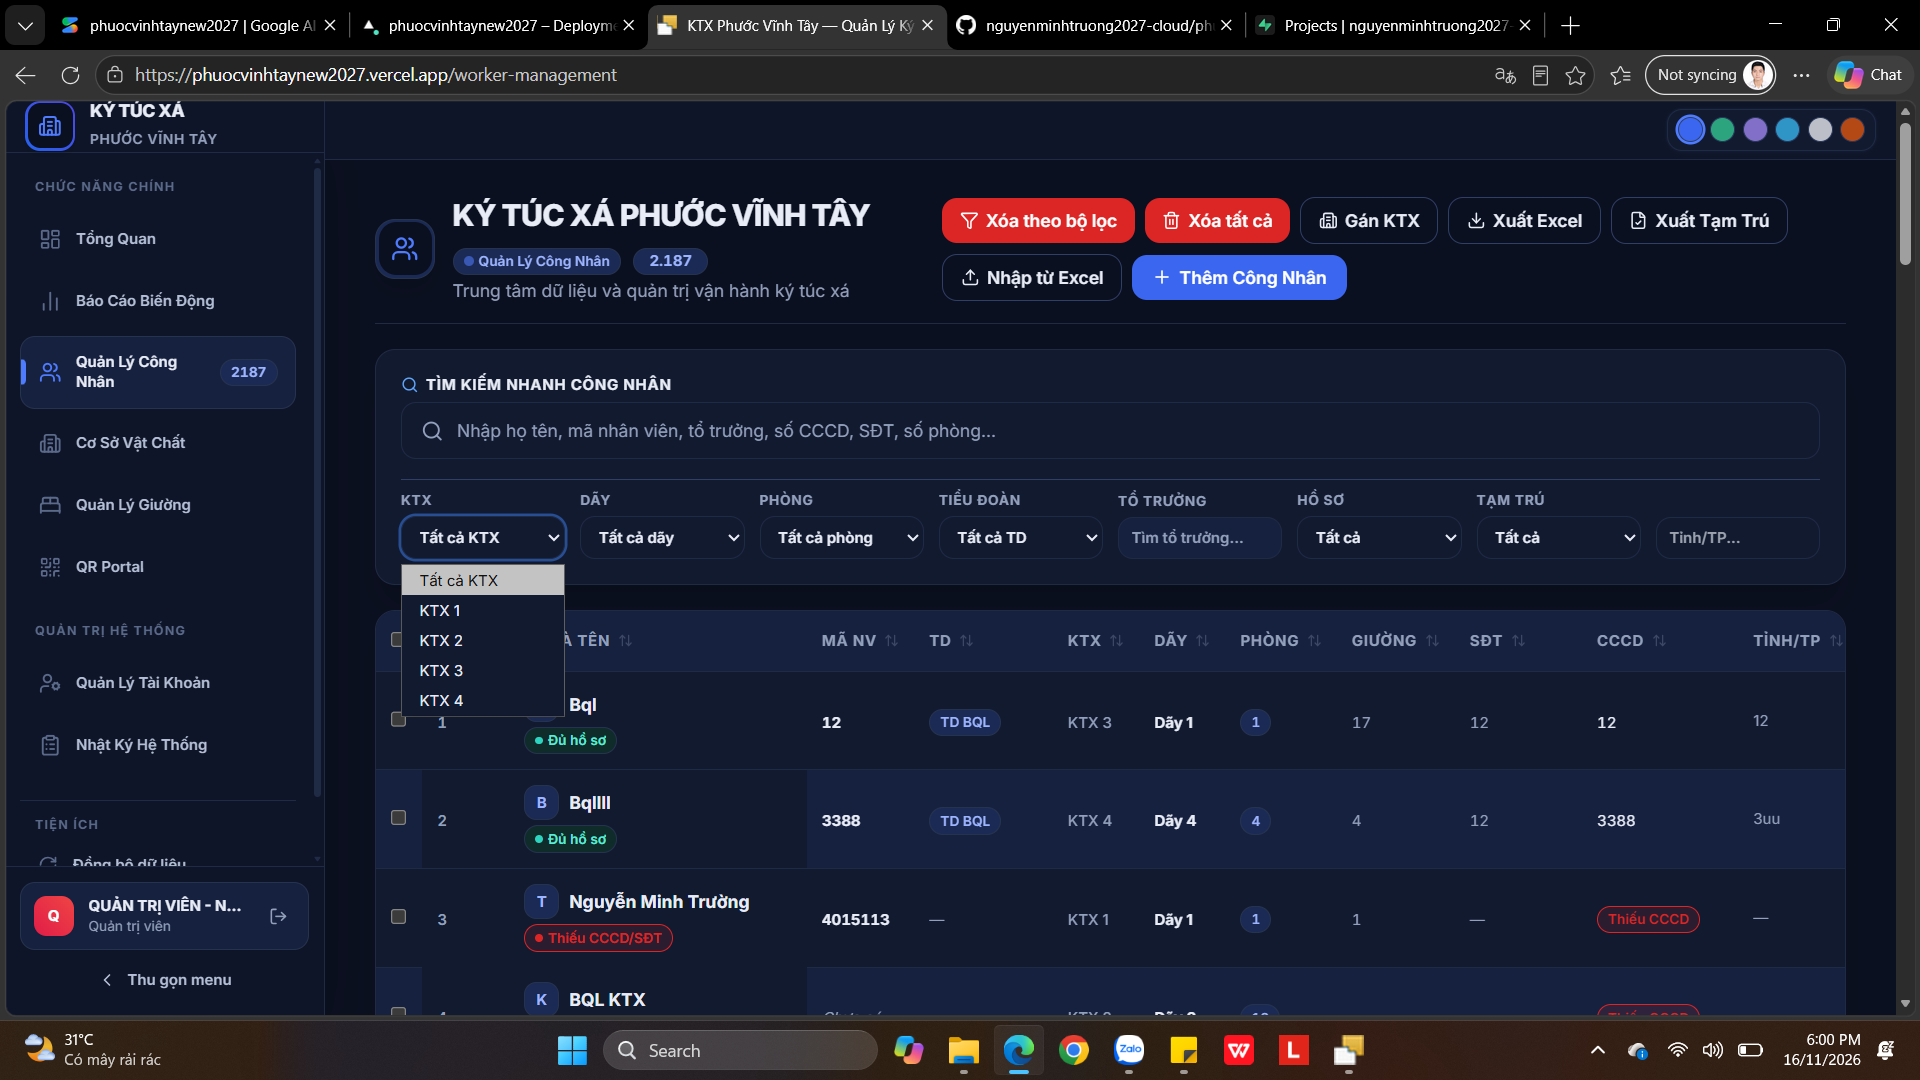 phuocvinhtaynew2027 | Google AI
phuocvinhtaynew2027 – Deployme
KTX Phước Vĩnh Tây — Quản Lý Ký
nguyenminhtruong2027-cloud/ph
Projects | nguyenminhtruong2027-
https://phuocvinhtaynew2027.vercel.app/worker-management
Not syncing
Chat
KÝ TÚC XÁ
PHƯỚC VĨNH TÂY
CHỨC NĂNG CHÍNH
Tổng Quan
Báo Cáo Biến Động
Quản Lý Công
Nhân
2187
Cơ Sở Vật Chất
Quản Lý Giường
QR Portal
QUẢN TRỊ HỆ THỐNG
Quản Lý Tài Khoản
Nhật Ký Hệ Thống
TIỆN ÍCH
Đồng bộ dữ liệu
Q
QUẢN TRỊ VIÊN - N...
Quản trị viên
Thu gọn menu
KÝ TÚC XÁ PHƯỚC VĨNH TÂY
Quản Lý Công Nhân
2.187
Trung tâm dữ liệu và quản trị vận hành ký túc xá
Xóa theo bộ lọc
Xóa tất cả
Gán KTX
Xuất Excel
Xuất Tạm Trú
Nhập từ Excel
Thêm Công Nhân
TÌM KIẾM NHANH CÔNG NHÂN
Nhập họ tên, mã nhân viên, tổ trưởng, số CCCD, SĐT, số phòng...
KTX DÃY PHÒNG TIỂU ĐOÀN TỔ TRƯỞNG HỒ SƠ TẠM TRÚ
Tất cả KTX Tất cả dãy Tất cả phòng Tất cả TD Tìm tổ trưởng... Tất cả Tất cả Tỉnh/TP...
Tất cả KTX
KTX 1
KTX 2
KTX 3
KTX 4
À TÊN MÃ NV TD KTX DÃY PHÒNG GIƯỜNG SĐT CCCD TỈNH/TP
1 Bql 12 TD BQL KTX 3 Dãy 1 1 17 12 12 12
Đủ hồ sơ
2 B Bqllll 3388 TD BQL KTX 4 Dãy 4 4 4 12 3388 3uu
Đủ hồ sơ
3 T Nguyễn Minh Trường 4015113 — KTX 1 Dãy 1 1 1 — Thiếu CCCD —
Thiếu CCCD/SĐT
K BQL KTX
31°C
Có mây rải rác
Search
Zalo
6:00 PM
16/11/2026